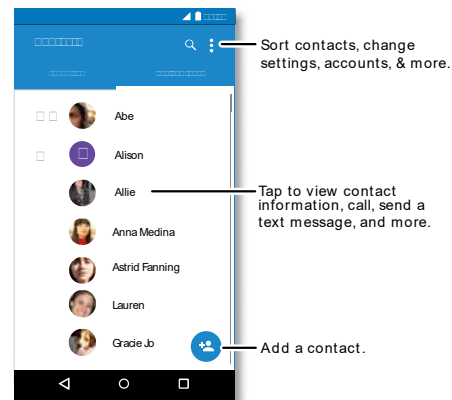 Sort contacts, change
settings, accounts, & more.
Abe
Alison
Allie
Tap to view contact
information, call, send a
text message, and more.
Anna Medina
Astrid Fanning
Lauren
Gracie Jo
Add a contact.